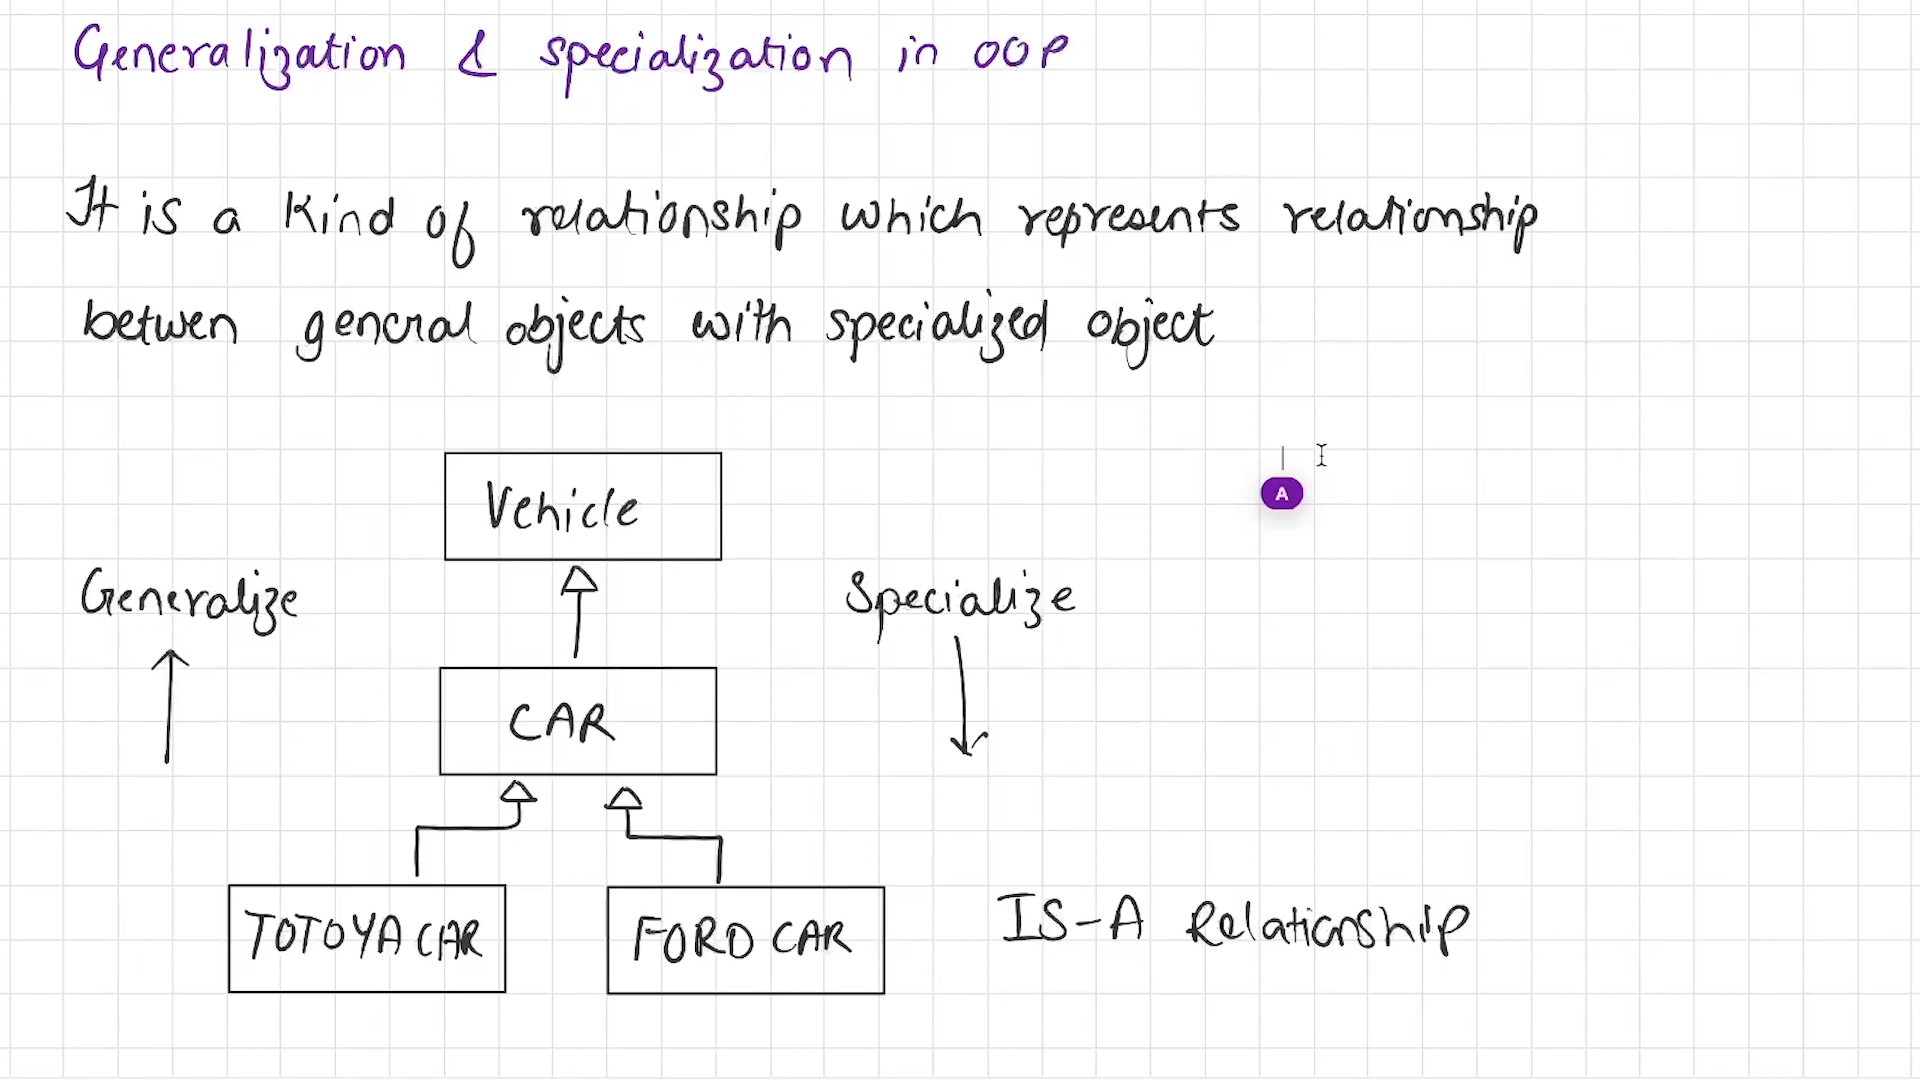 Generalization & specialization in OOP
It is a kind of relationship which represents relationship
betwen general objects with specialized object
Vehicle
A
Generalize
Specialize
CAR
TOTOYA CAR
FORD CAR
IS-A Relationship